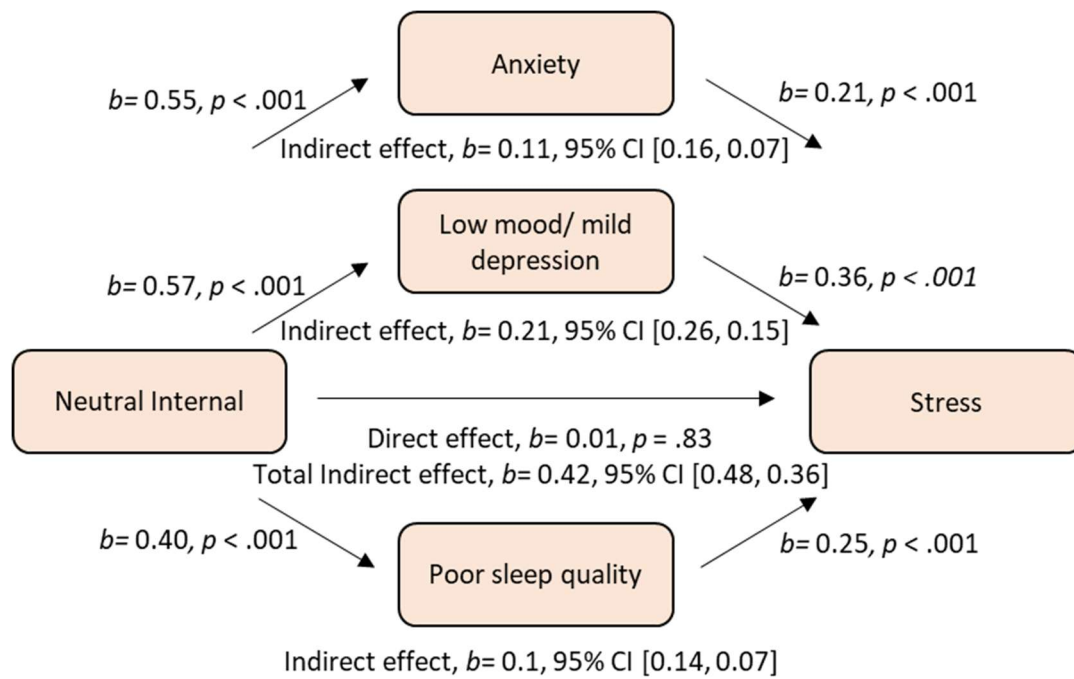 Anxiety
b= 0.55, p < .001
b= 0.21, p < .001
Indirect effect, b= 0.11, 95% CI [0.16, 0.07]
Low mood/ mild
depression
b= 0.57, p < .001
b= 0.36, p < .001
Indirect effect, b= 0.21, 95% CI [0.26, 0.15]
Neutral Internal
Stress
Direct effect, b= 0.01, p = .83
Total Indirect effect, b= 0.42, 95% CI [0.48, 0.36]
b= 0.40, p < .001
b= 0.25, p < .001
Poor sleep quality
Indirect effect, b= 0.1, 95% CI [0.14, 0.07]